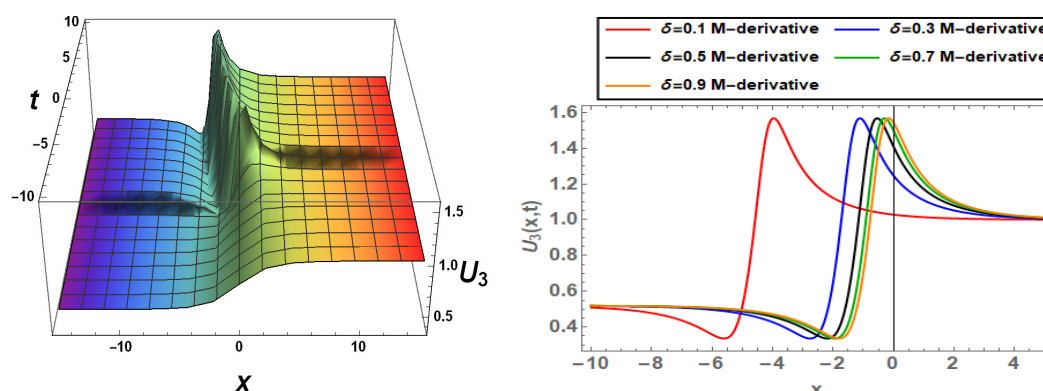 10
5
t
0
−5
−10
1.5
1.0
U3
0.5
−10
0
10
X
δ=0.1 M−derivative
δ=0.3 M−derivative
δ=0.5 M−derivative
δ=0.7 M−derivative
δ=0.9 M−derivative
1.6
1.4
1.2
1.0
0.8
0.6
0.4
U3(x,t)
−10
−8
−6
−4
−2
0
2
4